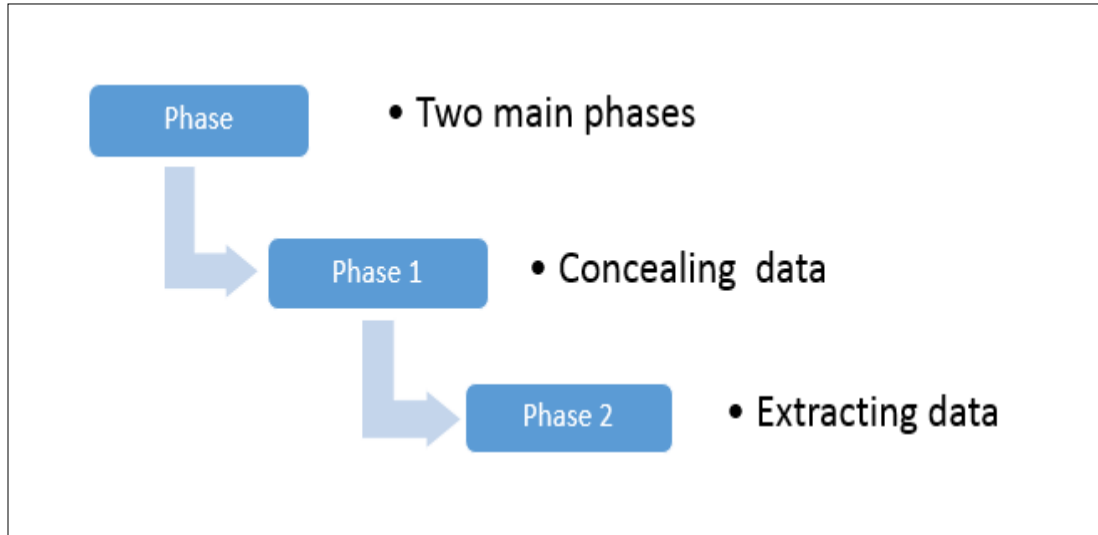 Phase
• Two main phases
Phase 1
• Concealing data
Phase 2
• Extracting data